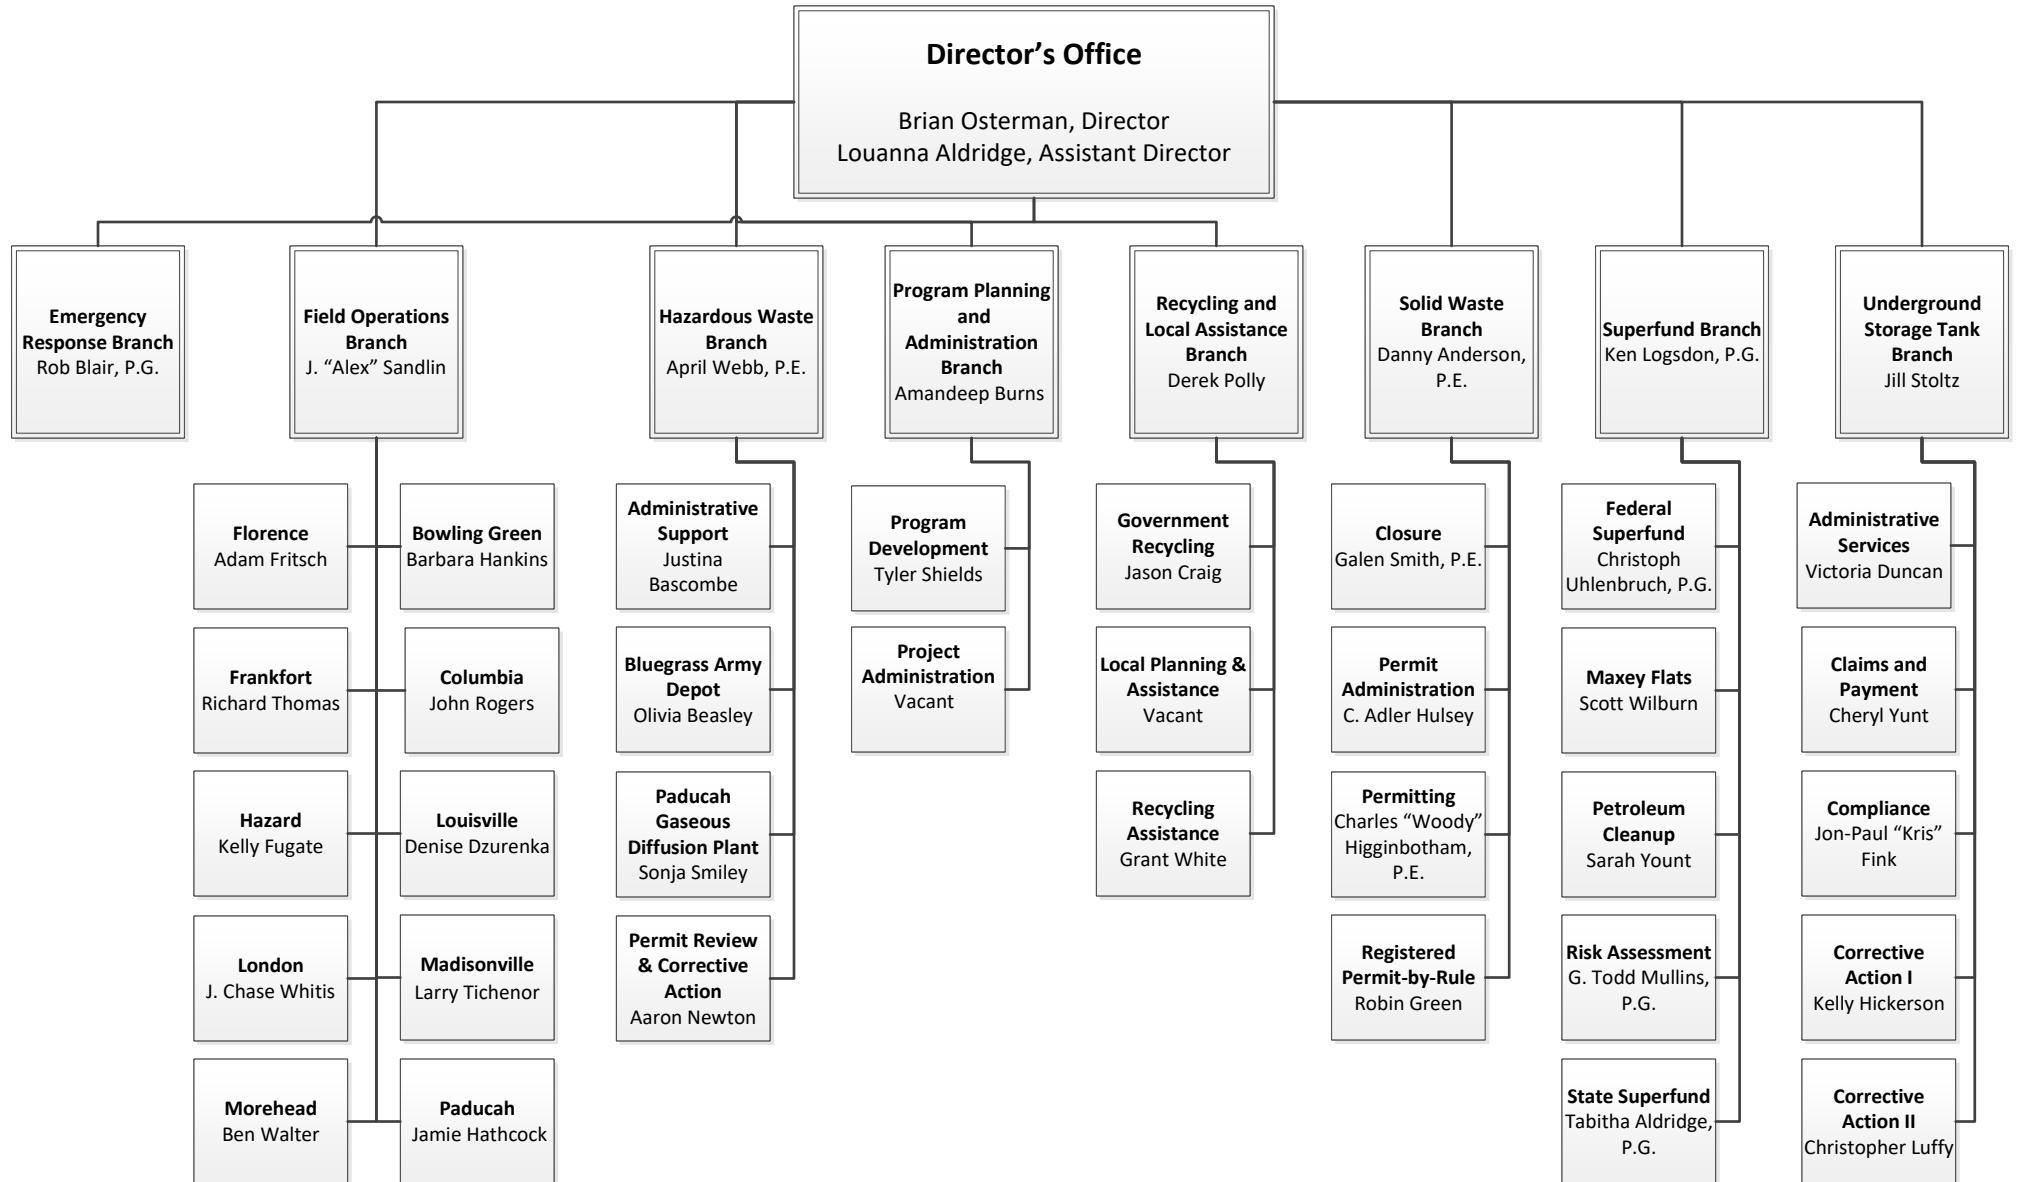 Director’s Office
Brian Osterman, Director
Louanna Aldridge, Assistant Director
Emergency
Response Branch
Rob Blair, P.G.
Field Operations
Branch
J. “Alex” Sandlin
Hazardous Waste
Branch
April Webb, P.E.
Program Planning
and
Administration
Branch
Amandeep Burns
Recycling and
Local Assistance
Branch
Derek Polly
Solid Waste
Branch
Danny Anderson,
P.E.
Superfund Branch
Ken Logsdon, P.G.
Underground
Storage Tank
Branch
Jill Stoltz
Florence
Adam Fritsch
Bowling Green
Barbara Hankins
Frankfort
Richard Thomas
Columbia
John Rogers
Hazard
Kelly Fugate
Louisville
Denise Dzurenka
London
J. Chase Whitis
Madisonville
Larry Tichenor
Morehead
Ben Walter
Paducah
Jamie Hathcock
Administrative
Support
Justina
Bascombe
Bluegrass Army
Depot
Olivia Beasley
Paducah
Gaseous
Diffusion Plant
Sonja Smiley
Permit Review
& Corrective
Action
Aaron Newton
Program
Development
Tyler Shields
Project
Administration
Vacant
Government
Recycling
Jason Craig
Local Planning &
Assistance
Vacant
Recycling
Assistance
Grant White
Closure
Galen Smith, P.E.
Permit
Administration
C. Adler Hulsey
Permitting
Charles “Woody”
Higginbotham,
P.E.
Registered
Permit-by-Rule
Robin Green
Federal
Superfund
Christoph
Uhlenbruch, P.G.
Maxey Flats
Scott Wilburn
Petroleum
Cleanup
Sarah Yount
Risk Assessment
G. Todd Mullins,
P.G.
State Superfund
Tabitha Aldridge,
P.G.
Administrative
Services
Victoria Duncan
Claims and
Payment
Cheryl Yunt
Compliance
Jon-Paul “Kris”
Fink
Corrective
Action I
Kelly Hickerson
Corrective
Action II
Christopher Luffy